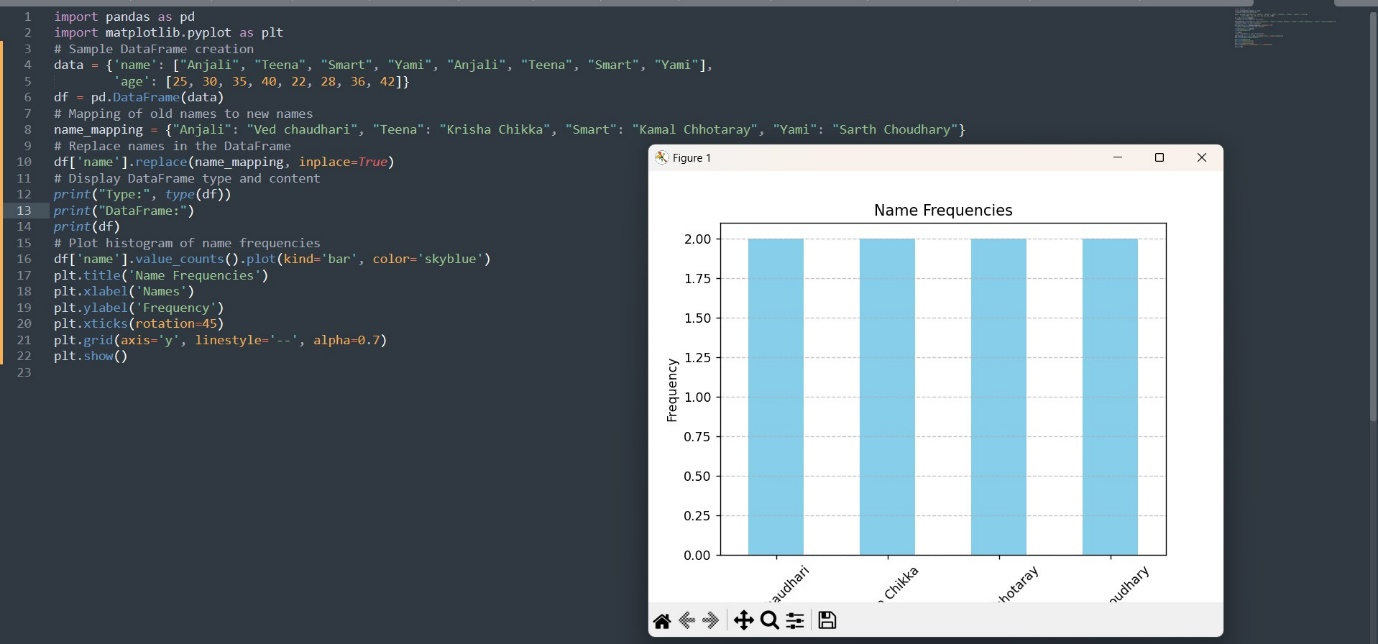 1 import pandas as pd
2 import matplotlib.pyplot as plt
3 # Sample DataFrame creation
4 data = {'name': ["Anjali", "Teena", "Smart", "Yami", "Anjali", "Teena", "Smart", "Yami"],
5 'age': [25, 30, 35, 40, 22, 28, 36, 42]}
6 df = pd.DataFrame(data)
7 # Mapping of old names to new names
8 name_mapping = {"Anjali": "Ved chaudhari", "Teena": "Krisha Chikka", "Smart": "Kamal Chhotaray", "Yami": "Sarth Choudhary"}
9 # Replace names in the DataFrame
10 df['name'].replace(name_mapping, inplace=True)
11 # Display DataFrame type and content
12 print("Type:", type(df))
13 print("DataFrame:")
14 print(df)
15 # Plot histogram of name frequencies
16 df['name'].value_counts().plot(kind='bar', color='skyblue')
17 plt.title('Name Frequencies')
18 plt.xlabel('Names')
19 plt.ylabel('Frequency')
20 plt.xticks(rotation=45)
21 plt.grid(axis='y', linestyle='--', alpha=0.7)
22 plt.show()
23
Figure 1
Name Frequencies
2.00
1.75
1.50
1.25
1.00
0.75
0.50
0.25
0.00
Frequency
audhari
Chikka
hotaray
oudhary